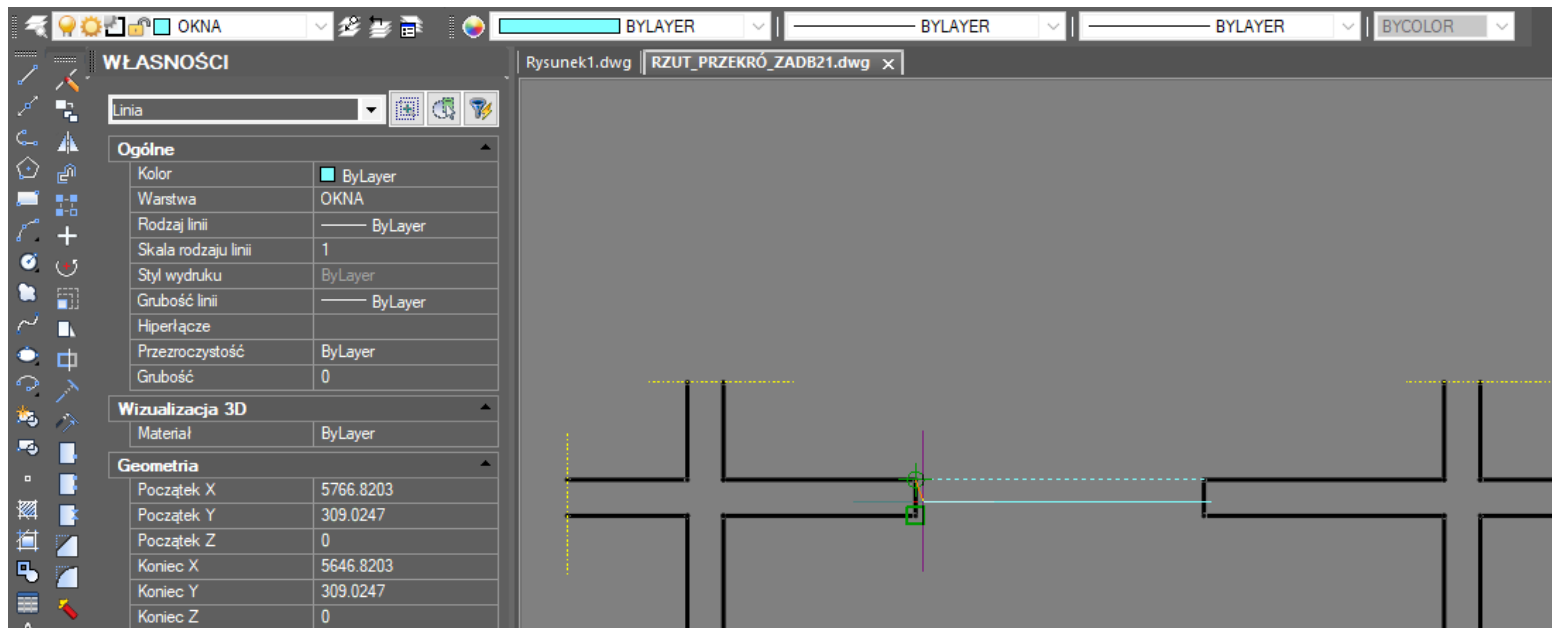 OKNA BYLAYER BYLAYER BYLAYER BYCOLOR
WŁASNOŚCI
Rysunek1.dwg RZUT_PRZEKRÓ_ZADB21.dwg
Linia
Ogólne
Kolor ByLayer
Warstwa OKNA
Rodzaj linii ByLayer
Skala rodzaju linii 1
Styl wydruku ByLayer
Grubość linii ByLayer
Hiperłącze
Przezroczystość ByLayer
Grubość 0
Wizualizacja 3D
Materiał ByLayer
Geometria
Początek X 5766.8203
Początek Y 309.0247
Początek Z 0
Koniec X 5646.8203
Koniec Y 309.0247
Koniec Z 0